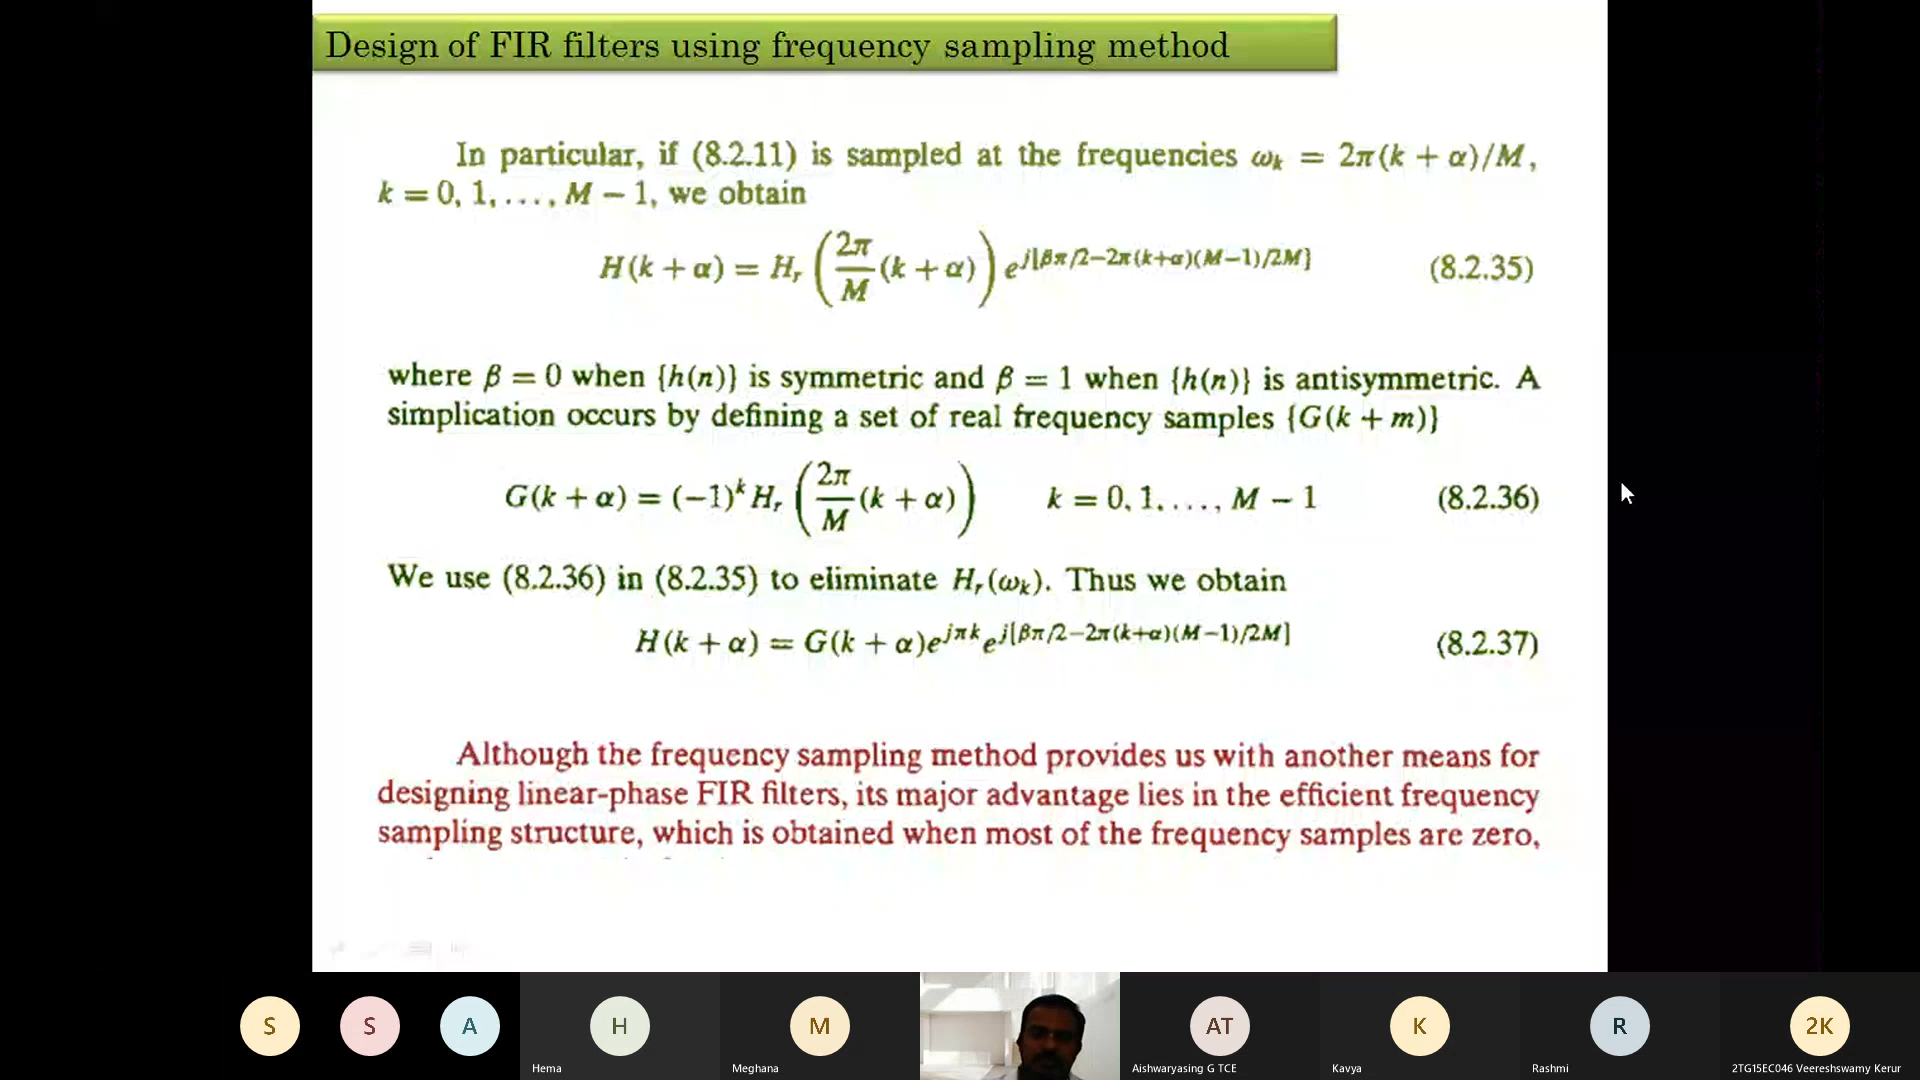 Design of FIR filters using frequency sampling method
In particular, if (8.2.11) is sampled at the frequencies ωₖ = 2π(k + α)/M,
k = 0, 1, ..., M − 1, we obtain
H(k + α) = Hᵣ (2π/M (k + α)) e^{j[βπ/2−2π(k+α)(M−1)/2M]} (8.2.35)
where β = 0 when {h(n)} is symmetric and β = 1 when {h(n)} is antisymmetric. A
simplication occurs by defining a set of real frequency samples {G(k + m)}
G(k + α) = (−1)^k Hᵣ (2π/M (k + α)) k = 0, 1, ..., M − 1 (8.2.36)
We use (8.2.36) in (8.2.35) to eliminate Hᵣ(ωₖ). Thus we obtain
H(k + α) = G(k + α)e^{jπk} e^{j[βπ/2−2π(k+α)(M−1)/2M]} (8.2.37)
Although the frequency sampling method provides us with another means for
designing linear-phase FIR filters, its major advantage lies in the efficient frequency
sampling structure, which is obtained when most of the frequency samples are zero,
S S A H M AT K R 2K
Hema Meghana Aishwaryasing G TCE Kavya Rashmi 2TG15EC046 Veereshswamy Kerur